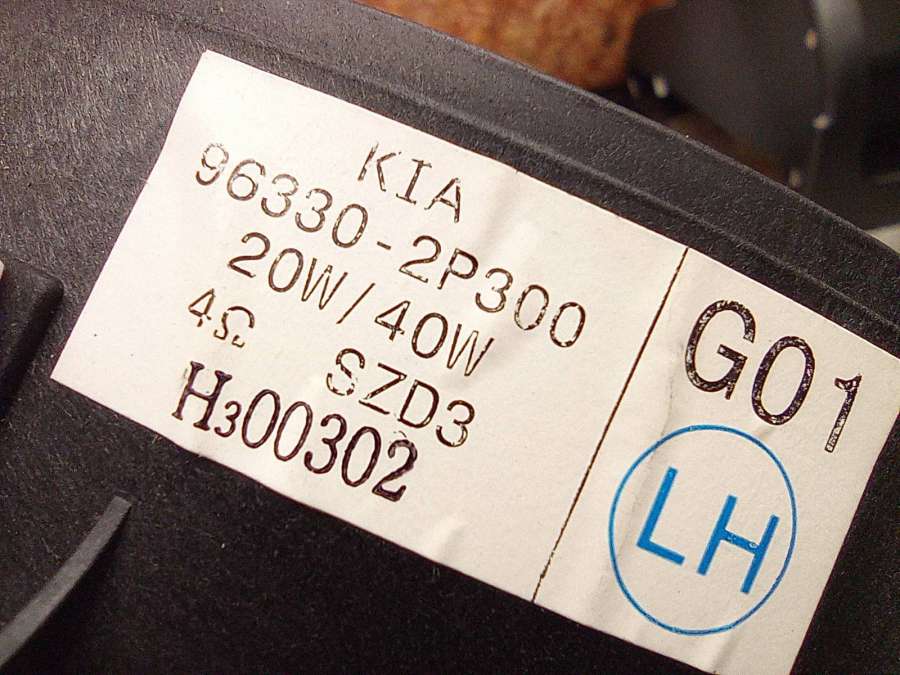 KIA
96330-2P300
20W/40W
4Ω SZD3
H300302
G01
LH